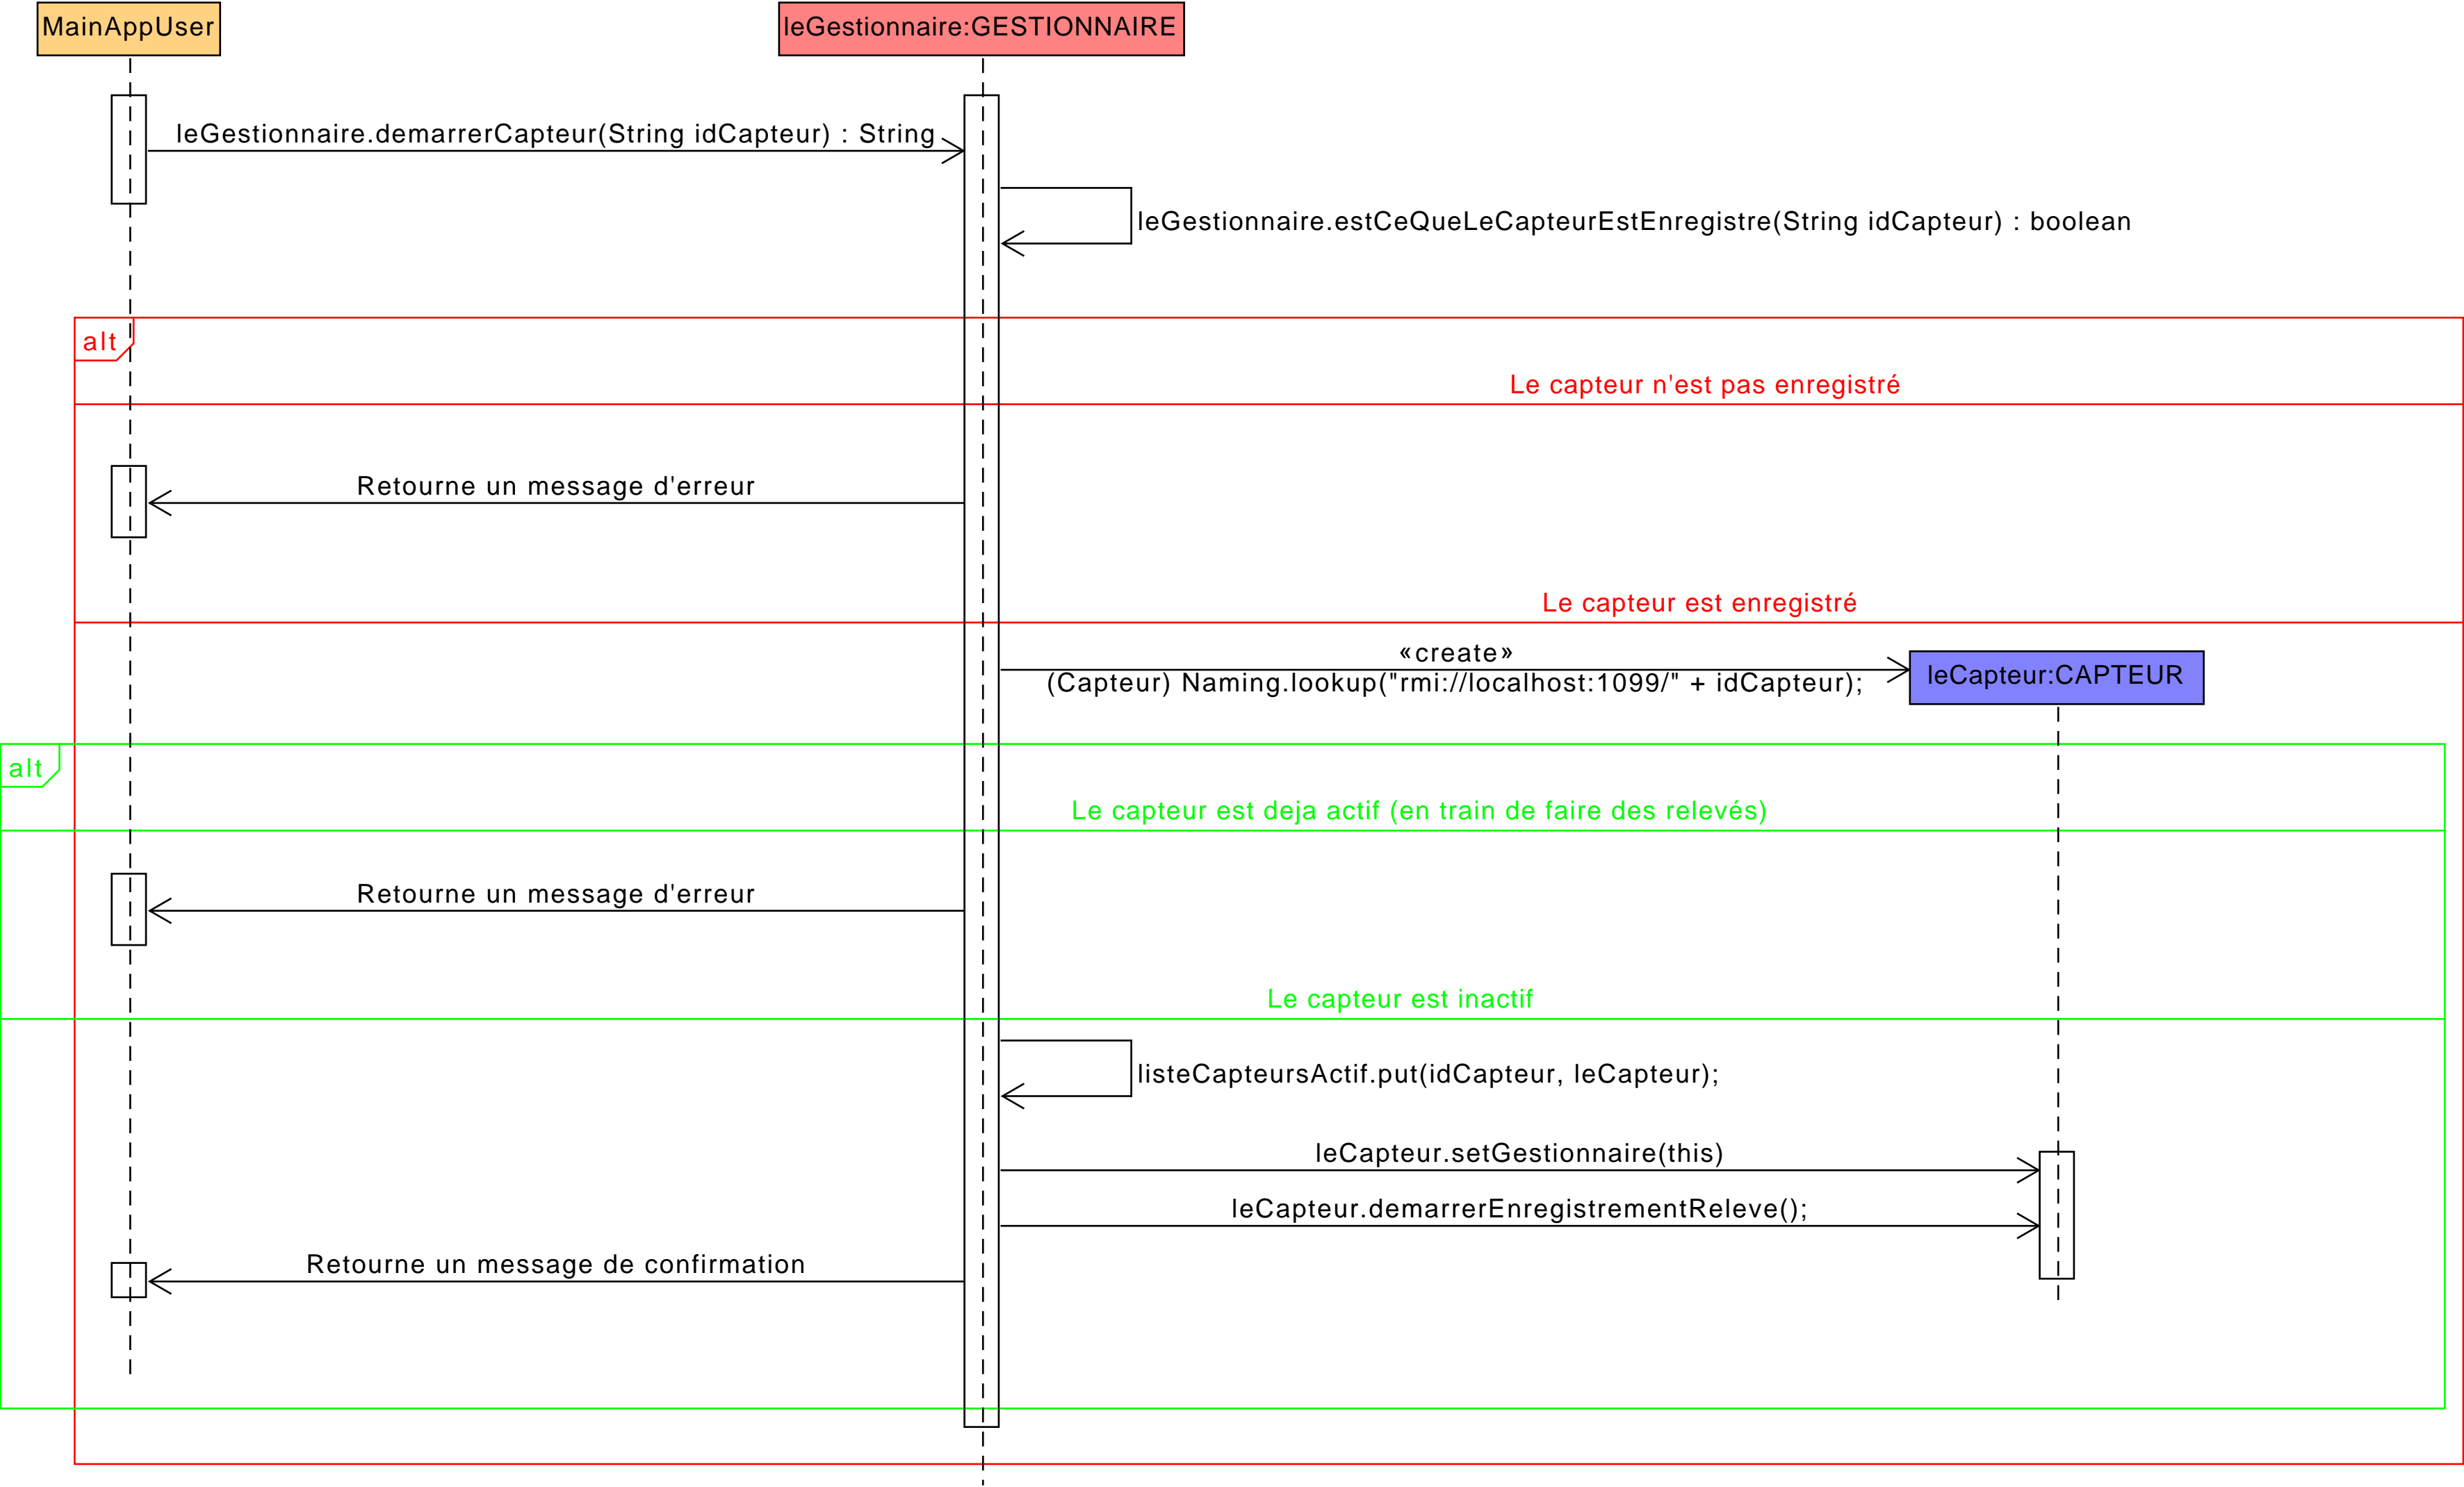 MainAppUser
leGestionnaire:GESTIONNAIRE
leGestionnaire.demarrerCapteur(String idCapteur) : String
leGestionnaire.estCeQueLeCapteurEstEnregistre(String idCapteur) : boolean
alt
Le capteur n'est pas enregistré
Retourne un message d'erreur
Le capteur est enregistré
«create»
(Capteur) Naming.lookup("rmi://localhost:1099/" + idCapteur);
leCapteur:CAPTEUR
alt
Le capteur est deja actif (en train de faire des relevés)
Retourne un message d'erreur
Le capteur est inactif
listeCapteursActif.put(idCapteur, leCapteur);
leCapteur.setGestionnaire(this)
leCapteur.demarrerEnregistrementReleve();
Retourne un message de confirmation